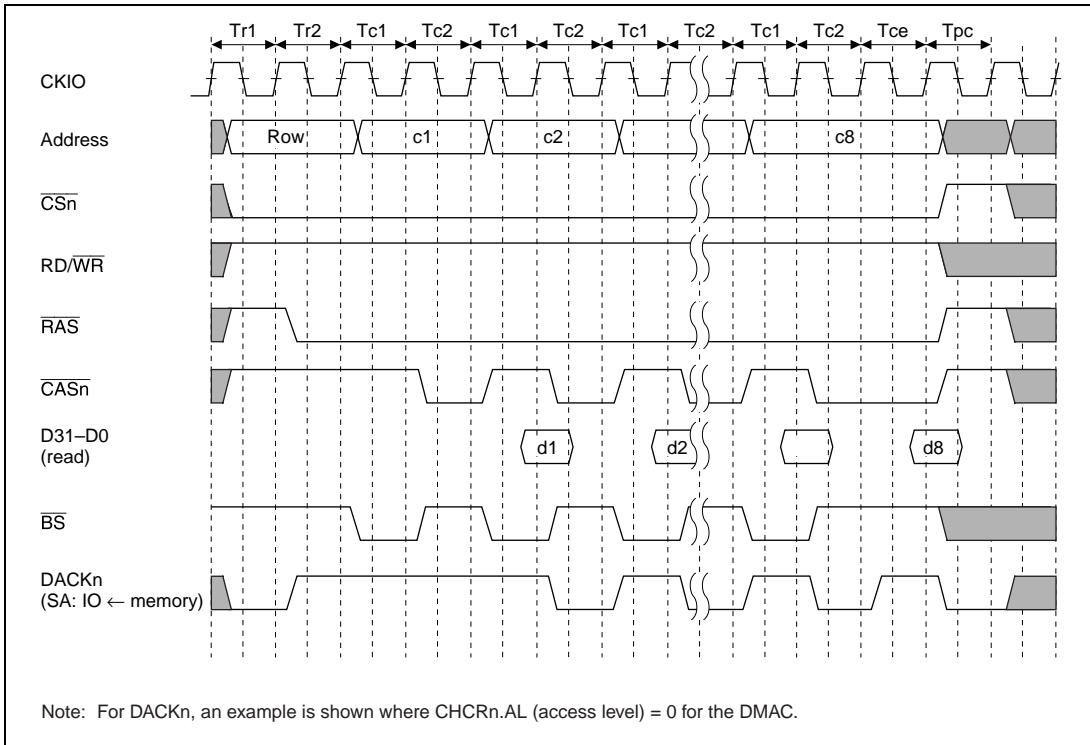 Tr1 Tr2 Tc1 Tc2 Tc1 Tc2 Tc1 Tc2 Tc1 Tc2 Tce Tpc
CKIO
Address Row c1 c2 c8
CSn
RD/WR
RAS
CASn
D31–D0
(read) d1 d2 d8
BS
DACKn
(SA: IO ← memory)
Note: For DACKn, an example is shown where CHCRn.AL (access level) = 0 for the DMAC.